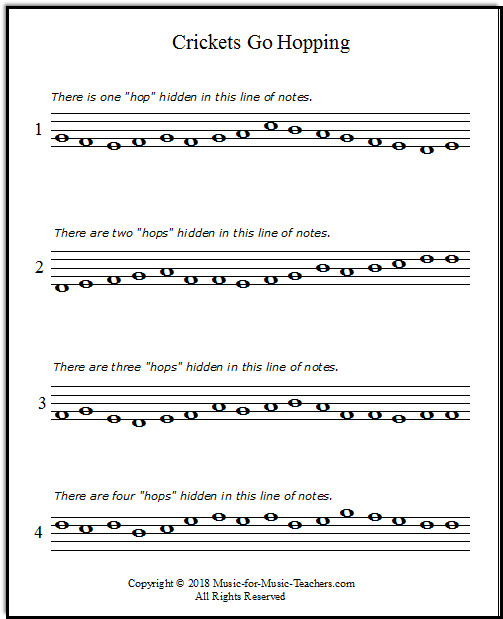 Crickets Go Hopping
There is one "hop" hidden in this line of notes.
1
There are two "hops" hidden in this line of notes.
2
There are three "hops" hidden in this line of notes.
3
There are four "hops" hidden in this line of notes.
4
Copyright © 2018 Music-for-Music-Teachers.com
All Rights Reserved